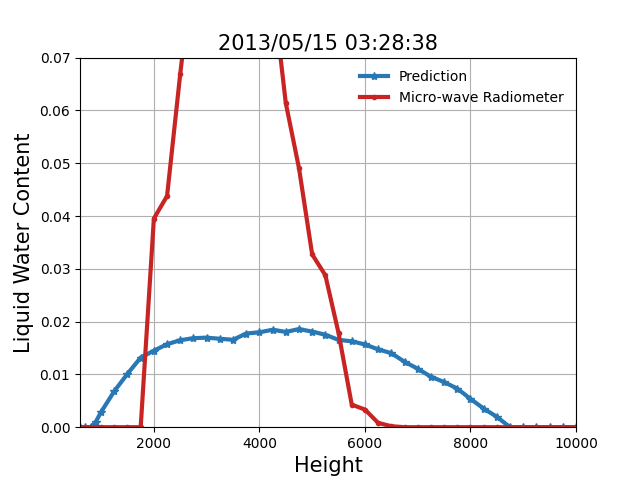 2013/05/15 03:28:38
Prediction
Micro-wave Radiometer
Liquid Water Content
0.07
0.06
0.05
0.04
0.03
0.02
0.01
0.00
2000 4000 6000 8000 10000
Height